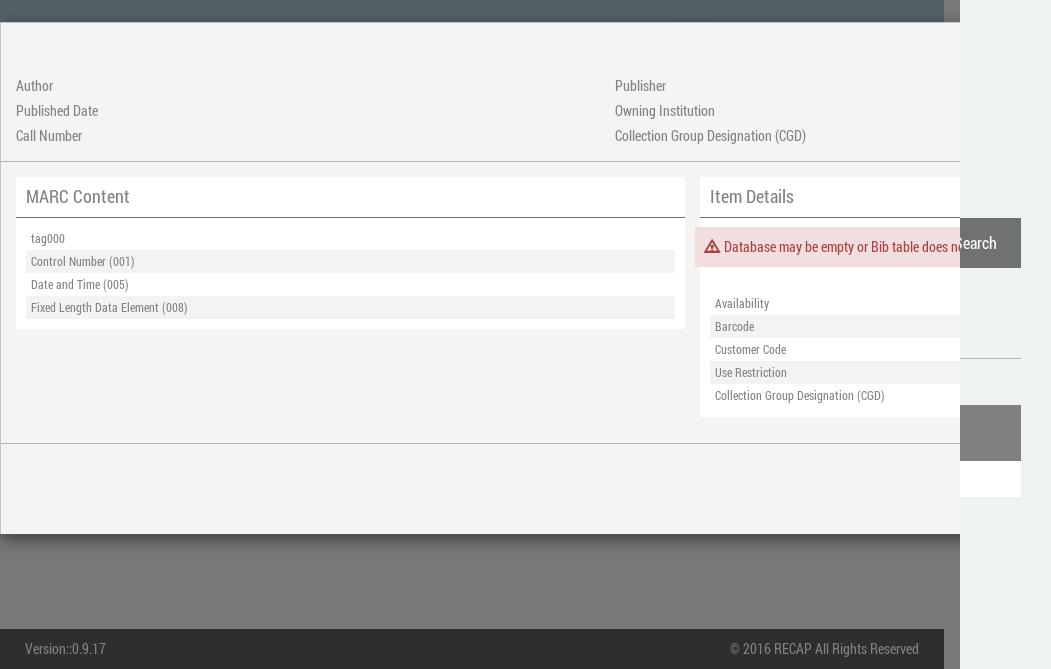 Author
Publisher
Published Date
Owning Institution
Call Number
Collection Group Designation (CGD)
MARC Content
tag000
Control Number (001)
Date and Time (005)
Fixed Length Data Element (008)
Item Details
Database may be empty or Bib table does
Availability
Barcode
Customer Code
Use Restriction
Collection Group Designation (CGD)
Search
Version::0.9.17
© 2016 RECAP All Rights Reserved